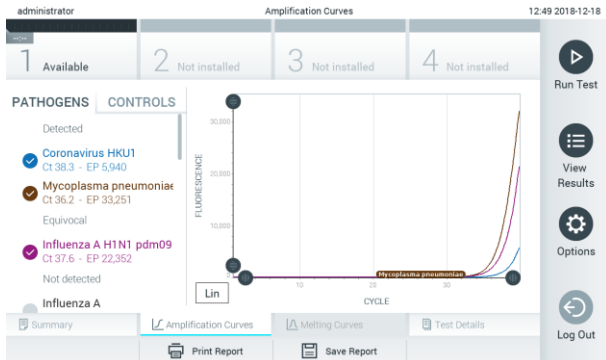 administrator
Amplification Curves
12:49 2018-12-18
1 Available
2 Not installed
3 Not installed
4 Not installed
Run Test
View
Results
Options
Log Out
PATHOGENS
CONTROLS
Detected
Coronavirus HKU1
Ct 38.3 - EP 5,940
Mycoplasma pneumoniae
Ct 36.2 - EP 33,251
Equivocal
Influenza A H1N1 pdm09
Ct 37.6 - EP 22,352
Not detected
Influenza A
FLUORESCENCE
30,000
20,000
10,000
0
Mycoplasma pneumoniae
10
20
30
CYCLE
Lin
Summary
Amplification Curves
Melting Curves
Test Details
Print Report
Save Report